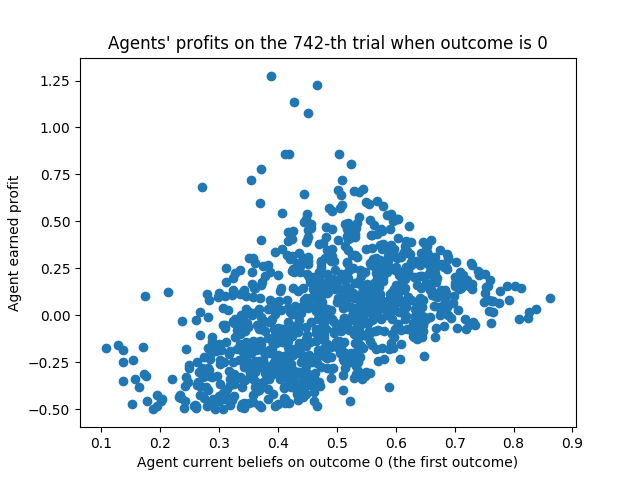 Agents' profits on the 742-th trial when outcome is 0
Agent earned profit
1.25
1.00
0.75
0.50
0.25
0.00
−0.25
−0.50
0.1 0.2 0.3 0.4 0.5 0.6 0.7 0.8 0.9
Agent current beliefs on outcome 0 (the first outcome)